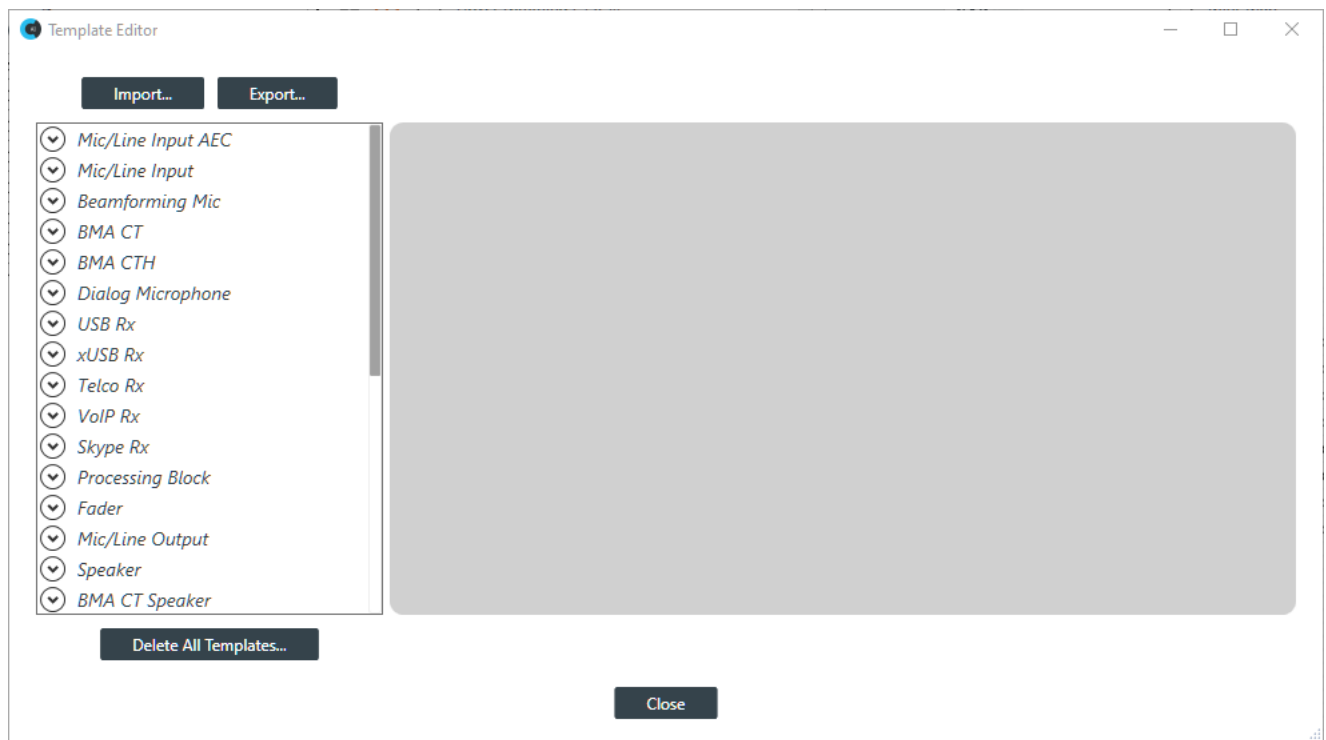 Template Editor
Import...
Export...
Mic/Line Input AEC
Mic/Line Input
Beamforming Mic
BMA CT
BMA CTH
Dialog Microphone
USB Rx
xUSB Rx
Telco Rx
VoIP Rx
Skype Rx
Processing Block
Fader
Mic/Line Output
Speaker
BMA CT Speaker
Delete All Templates...
Close